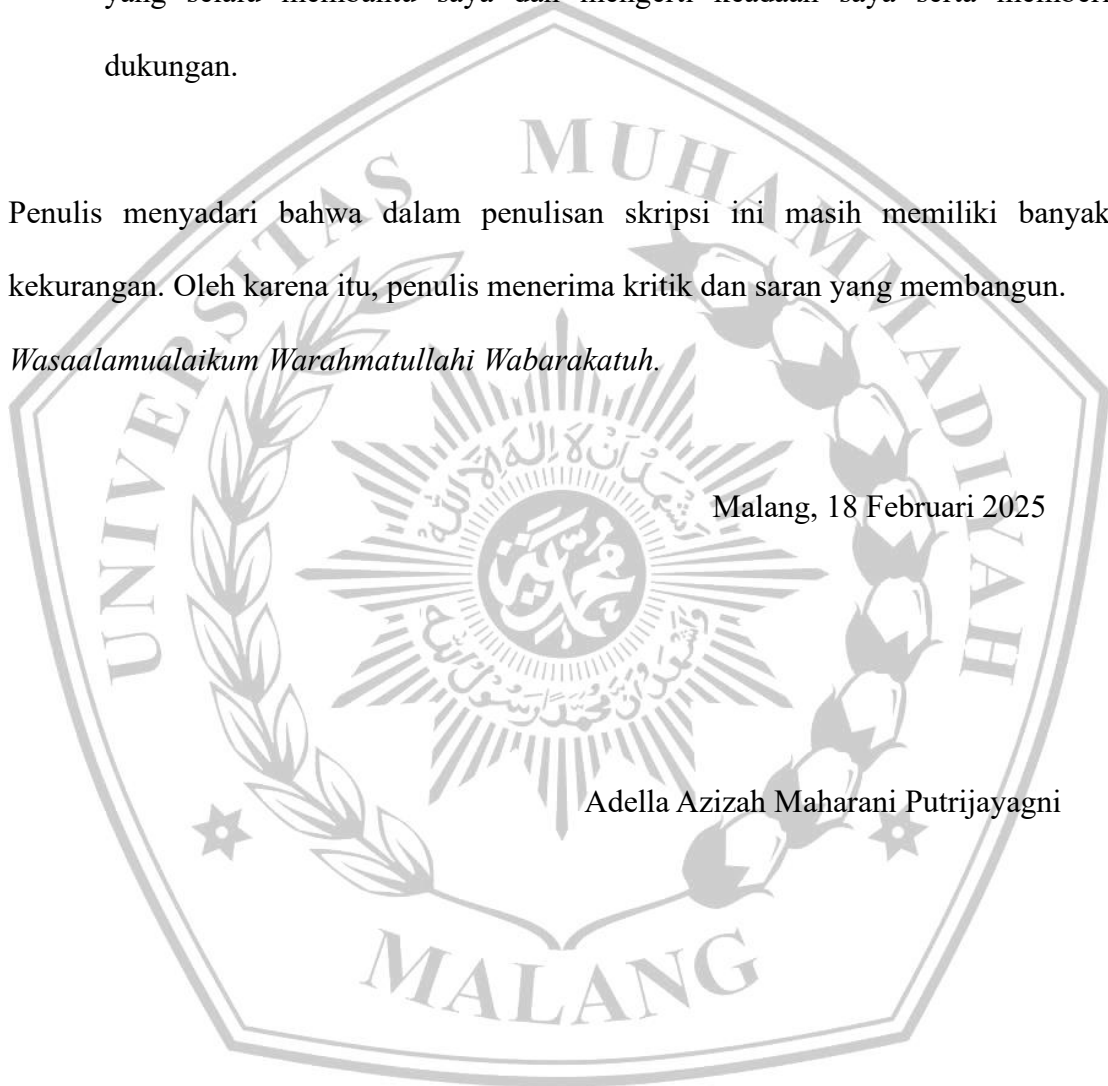 yang selalu membantu saya dan mengerti keadaan saya serta memberi
dukungan.
Penulis menyadari bahwa dalam penulisan skripsi ini masih memiliki banyak
kekurangan. Oleh karena itu, penulis menerima kritik dan saran yang membangun.
Wasaalamualaikum Warahmatullahi Wabarakatuh.
Malang, 18 Februari 2025
Adella Azizah Maharani Putrijayagni
UNIVERSITAS MUHAMMADIYAH
MALANG